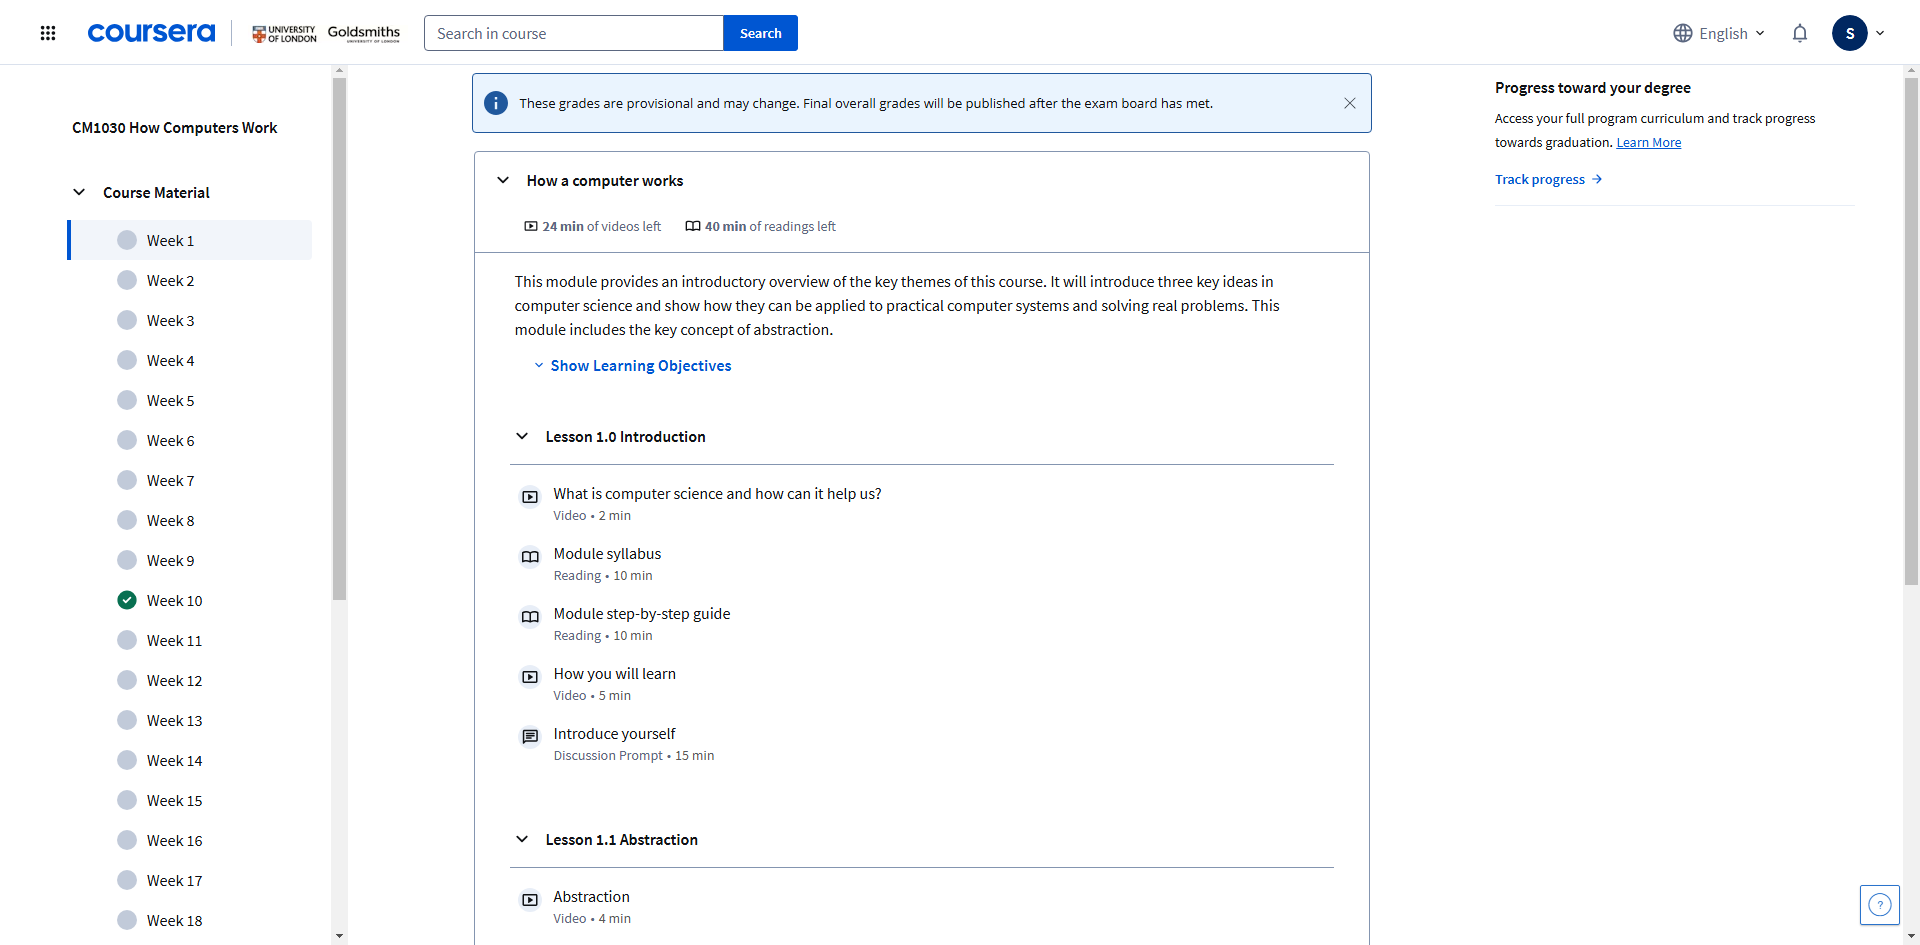 coursera
UNIVERSITY
OF LONDON
Goldsmiths
UNIVERSITY OF LONDON
Search in course
Search
English
S
CM1030 How Computers Work
Course Material
Week 1
Week 2
Week 3
Week 4
Week 5
Week 6
Week 7
Week 8
Week 9
Week 10
Week 11
Week 12
Week 13
Week 14
Week 15
Week 16
Week 17
Week 18
These grades are provisional and may change. Final overall grades will be published after the exam board has met.
How a computer works
24 min of videos left
40 min of readings left
This module provides an introductory overview of the key themes of this course. It will introduce three key ideas in
computer science and show how they can be applied to practical computer systems and solving real problems. This
module includes the key concept of abstraction.
Show Learning Objectives
Lesson 1.0 Introduction
What is computer science and how can it help us?
Video • 2 min
Module syllabus
Reading • 10 min
Module step-by-step guide
Reading • 10 min
How you will learn
Video • 5 min
Introduce yourself
Discussion Prompt • 15 min
Lesson 1.1 Abstraction
Abstraction
Video • 4 min
Progress toward your degree
Access your full program curriculum and track progress
towards graduation. Learn More
Track progress →
?